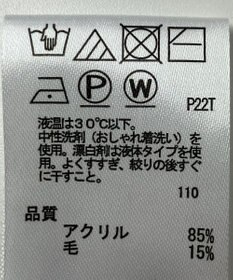 P W
P22T
液温は30℃以下。
中性洗剤(おしゃれ着洗い)を
使用。漂白剤は液体タイプを使
用。よくすすぎ、絞りの後すぐ
に干すこと。
110
品質
アクリル 85%
毛 15%